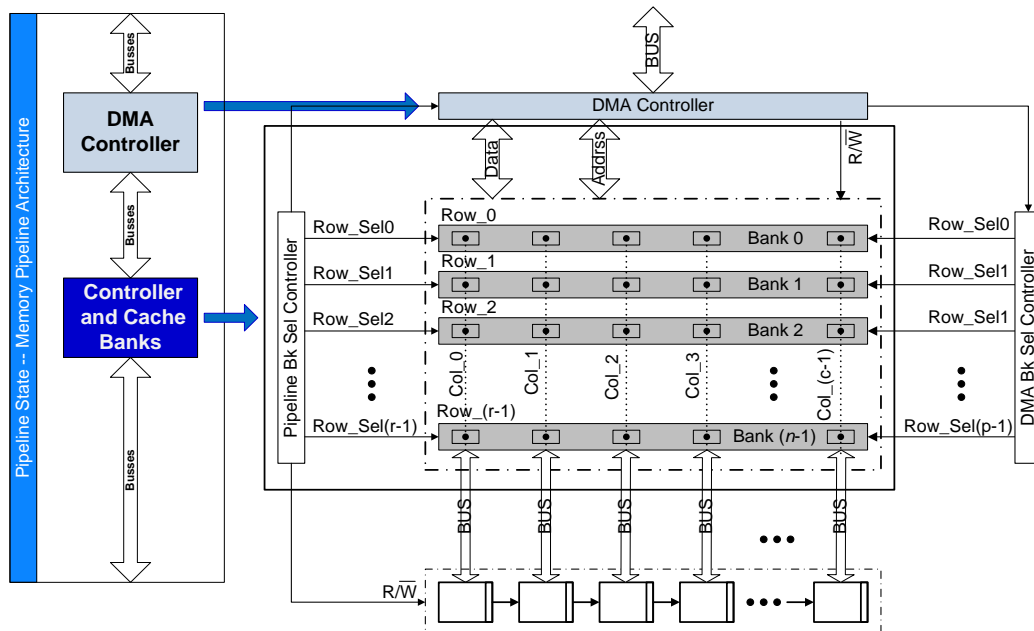 Pipeline State -- Memory Pipeline Architecture
Busses
DMA
Controller
Busses
Controller
and Cache
Banks
Busses
BUS
DMA Controller
Data
Addrss
R/W̅
Pipeline Bk Sel Controller
DMA Bk Sel Controller
Row_Sel0
Row_0
Bank 0
Row_Sel0
Row_Sel1
Row_1
Bank 1
Row_Sel1
Row_Sel2
Row_2
Bank 2
Row_Sel1
Col_0
Col_1
Col_2
Col_3
Col_(c-1)
Row_Sel(r-1)
Row_(r-1)
Bank (n-1)
Row_Sel(p-1)
BUS
BUS
BUS
BUS
BUS
R/W̅